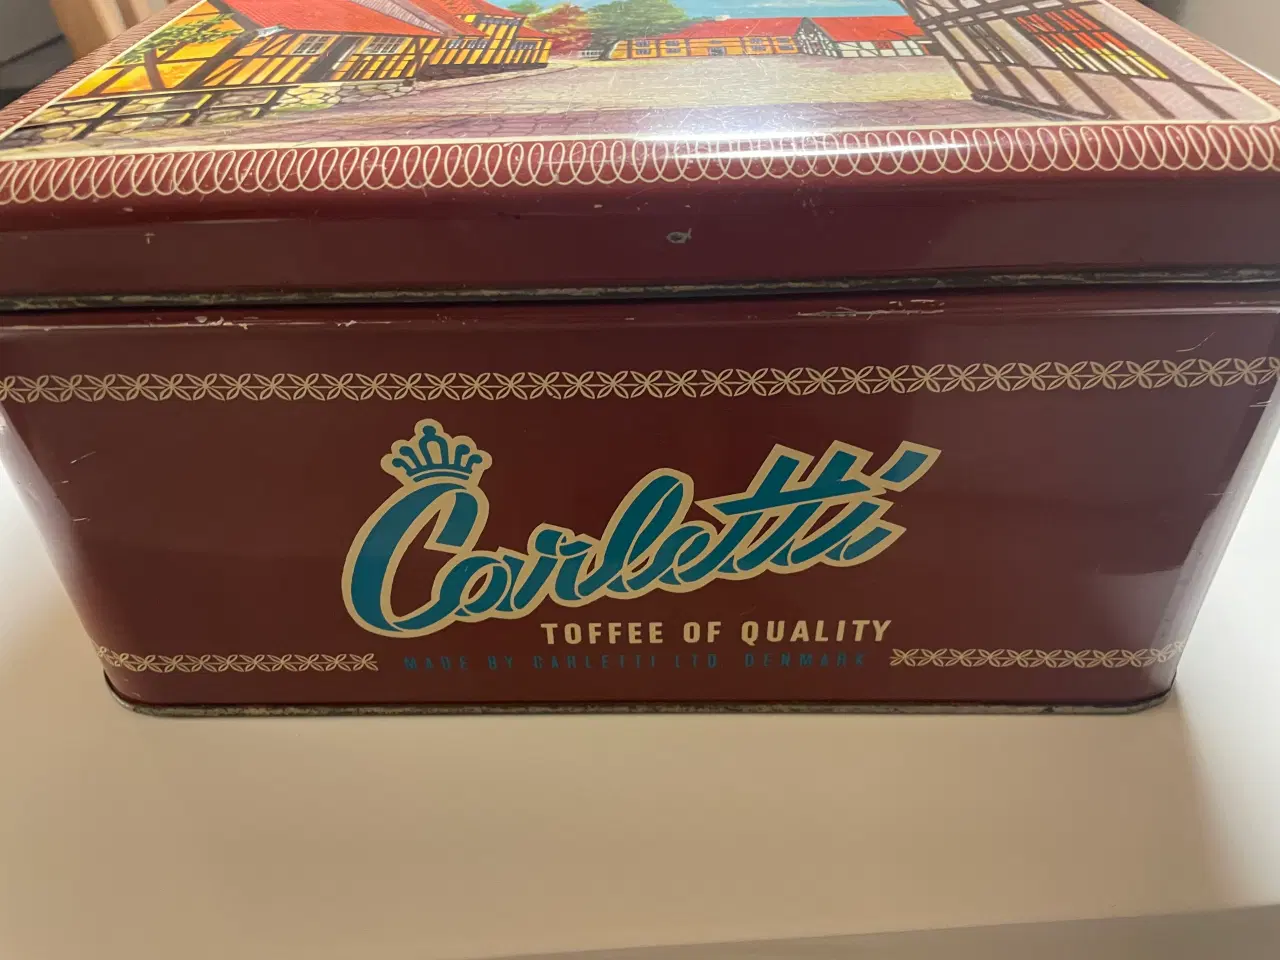 Carletti
TOFFEE OF QUALITY
MADE BY CARLETTI LTD. DENMARK